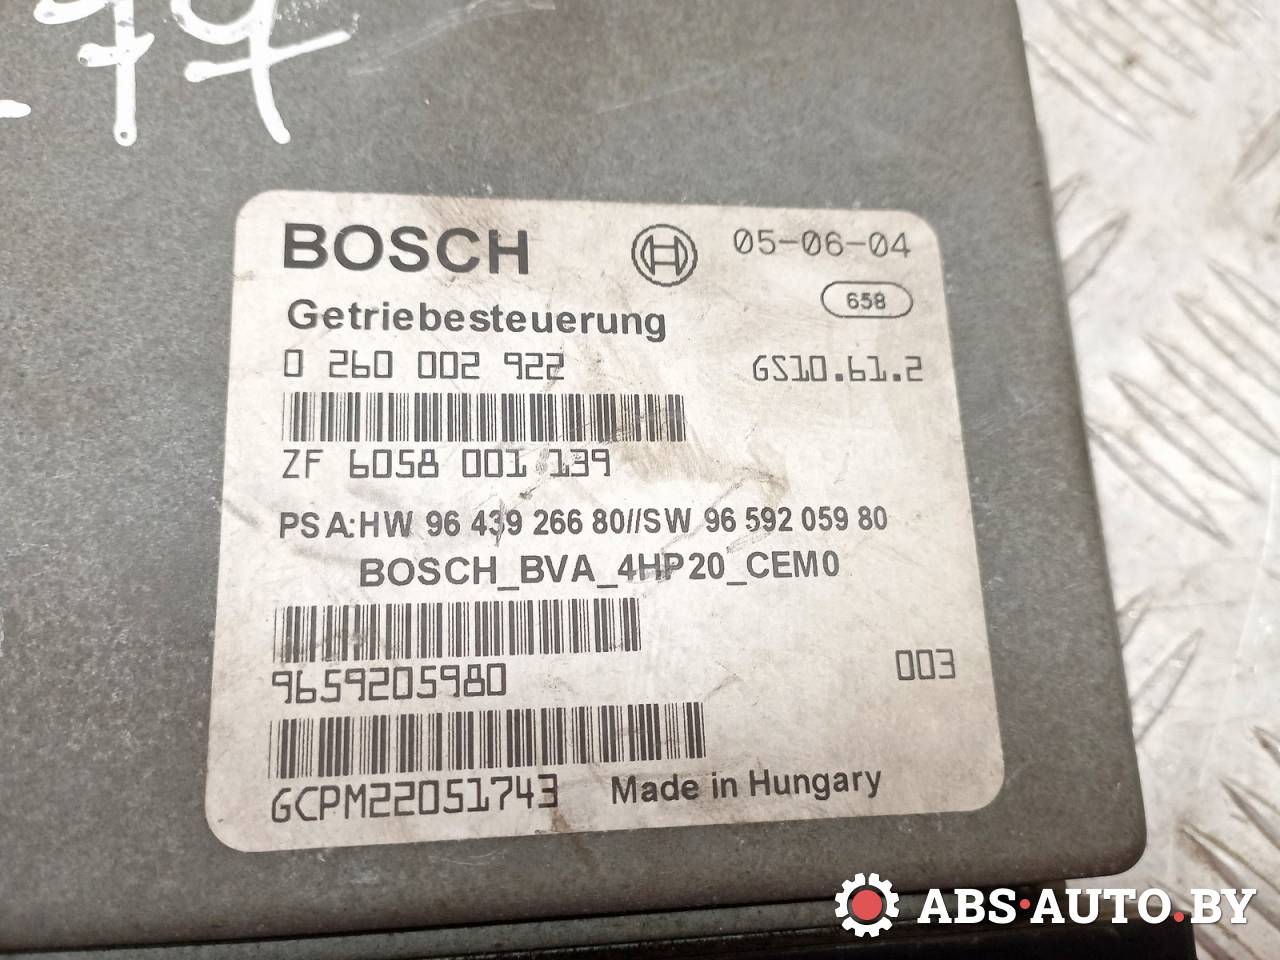 BOSCH 05-06-04
658
Getriebesteuerung
0 260 002 922 GS10.61.2
ZF 6058 001 139
PSA:HW 96 439 266 80//SW 96 592 059 80
BOSCH_BVA_4HP20_CEM0
9659205980 003
GCPM22051743 Made in Hungary
ABS·AUTO.BY